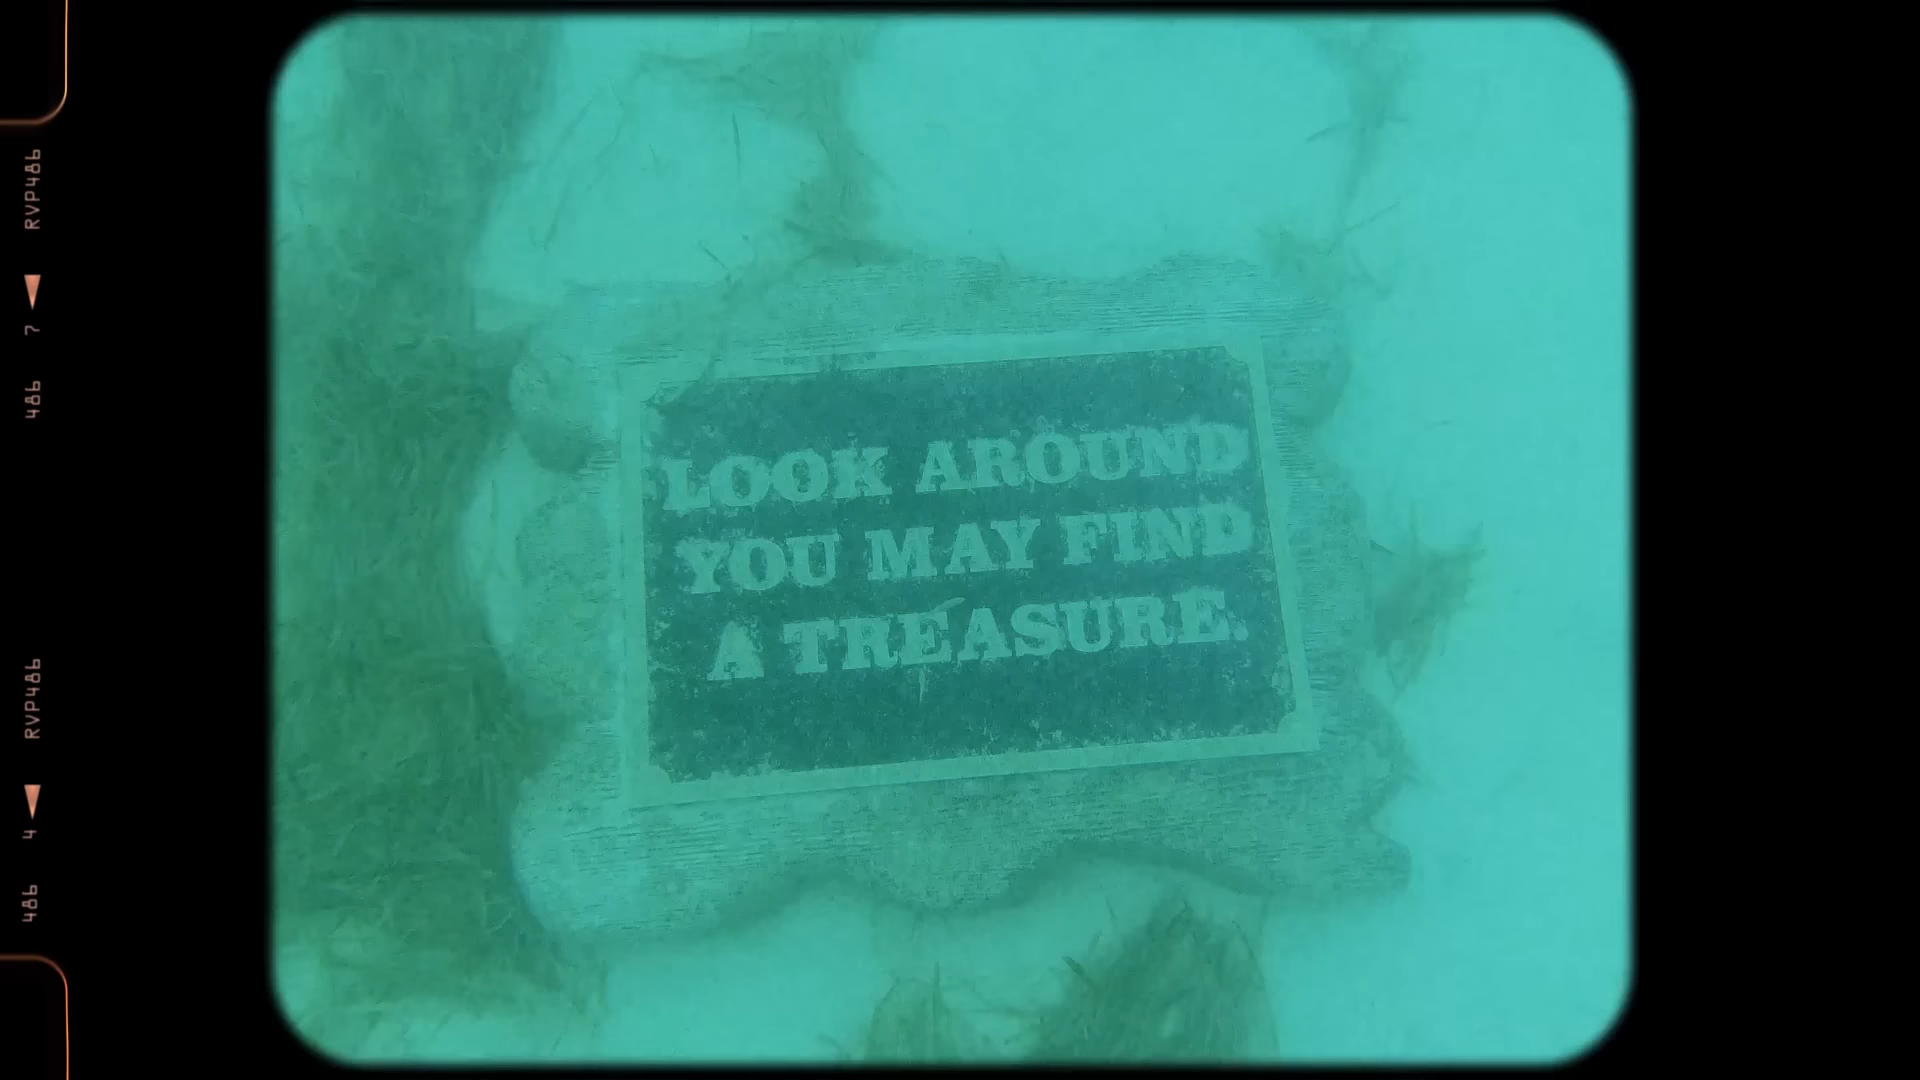 LOOK AROUND
YOU MAY FIND
A TREASURE.
RVP486
7
486
RVP486
4
486